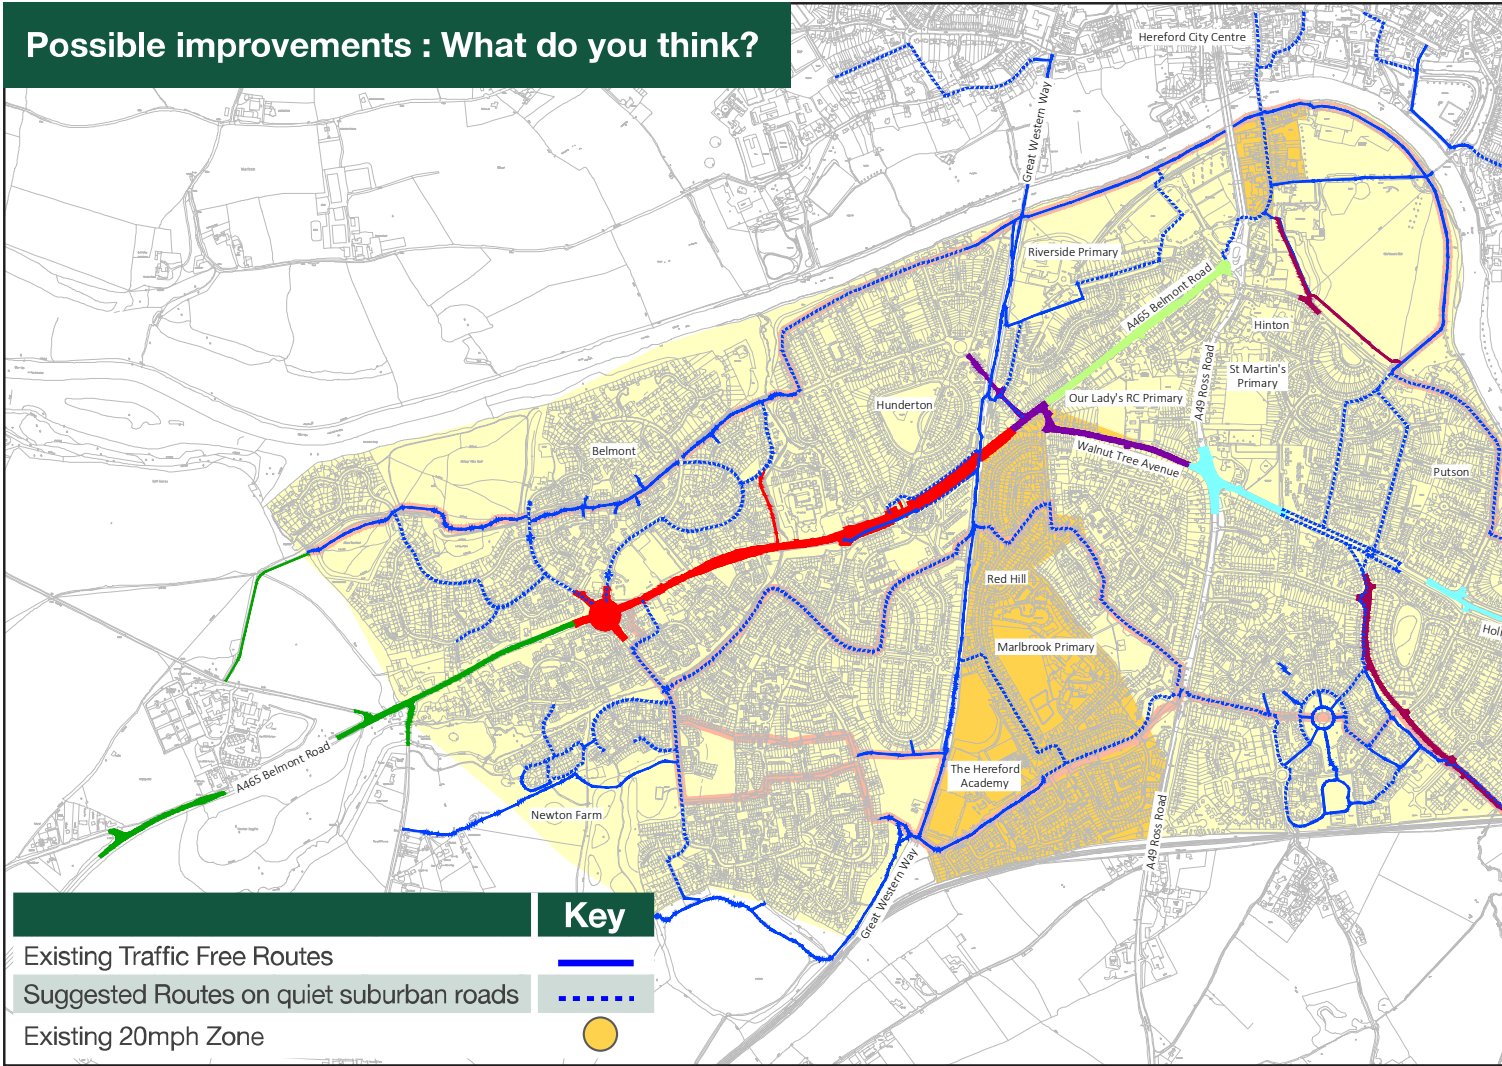 Possible improvements : What do you think?
Hereford City Centre
Great Western Way
Riverside Primary
A465 Belmont Road
Hinton
A49 Ross Road
St Martin's
Primary
Our Lady's RC Primary
Hunderton
Belmont
Walnut Tree Avenue
Putson
Red Hill
Marlbrook Primary
Holl
A465 Belmont Road
The Hereford
Academy
Newton Farm
A49 Ross Road
Great Western Way
Key
Existing Traffic Free Routes
Suggested Routes on quiet suburban roads
Existing 20mph Zone